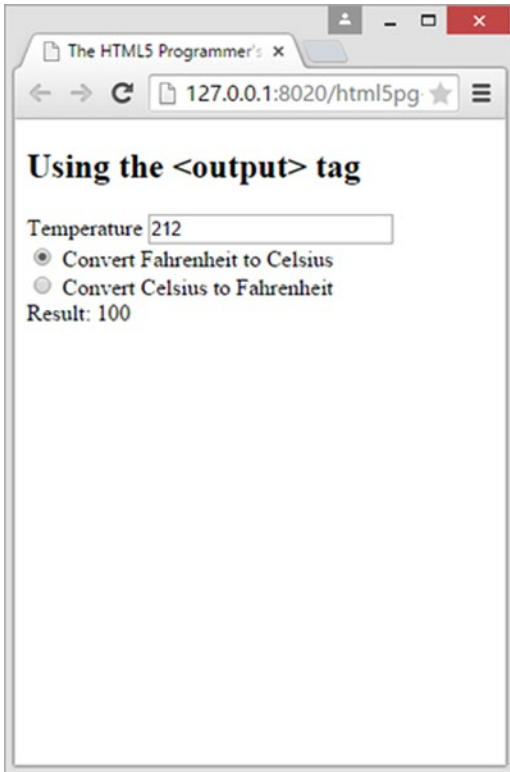 The HTML5 Programmer's
127.0.0.1:8020/html5pg-
Using the <output> tag
Temperature 212
Convert Fahrenheit to Celsius
Convert Celsius to Fahrenheit
Result: 100